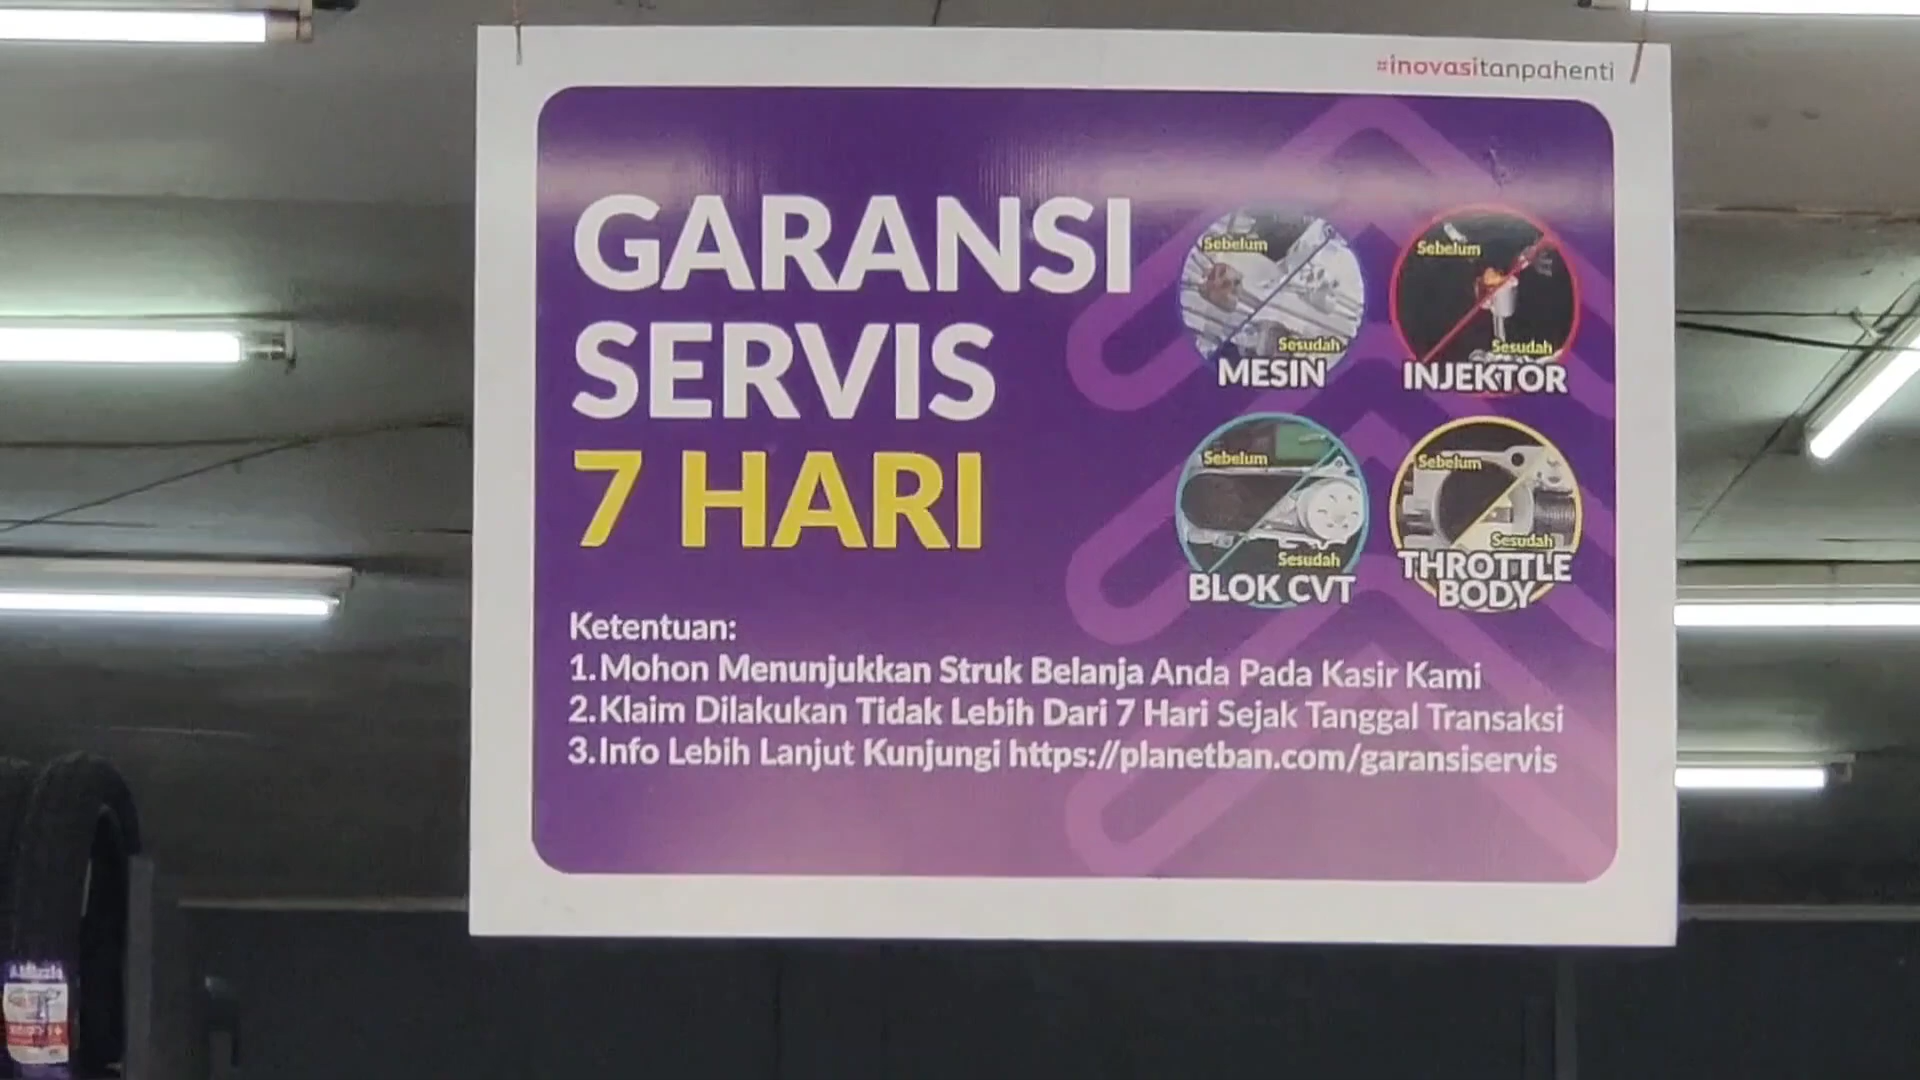 #inovasitanpahenti
GARANSI
SERVIS
7 HARI
Sebelum
Sesudah
MESIN
Sebelum
Sesudah
INJEKTOR
Sebelum
Sesudah
BLOK CVT
Sebelum
Sesudah
THROTTLE
BODY
Ketentuan:
1. Mohon Menunjukkan Struk Belanja Anda Pada Kasir Kami
2. Klaim Dilakukan Tidak Lebih Dari 7 Hari Sejak Tanggal Transaksi
3. Info Lebih Lanjut Kunjungi https://planetban.com/garansiservis